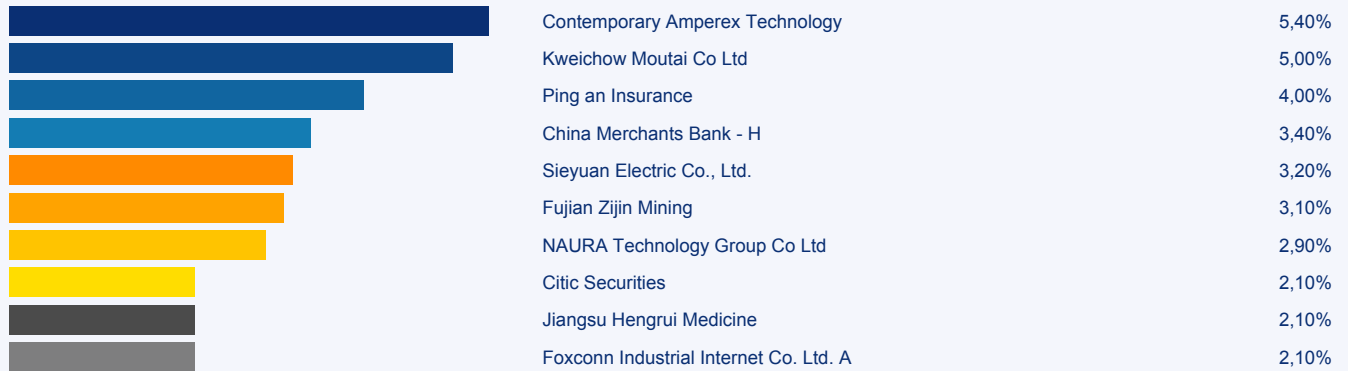 Contemporary Amperex Technology 5,40%
Kweichow Moutai Co Ltd 5,00%
Ping an Insurance 4,00%
China Merchants Bank - H 3,40%
Sieyuan Electric Co., Ltd. 3,20%
Fujian Zijin Mining 3,10%
NAURA Technology Group Co Ltd 2,90%
Citic Securities 2,10%
Jiangsu Hengrui Medicine 2,10%
Foxconn Industrial Internet Co. Ltd. A 2,10%